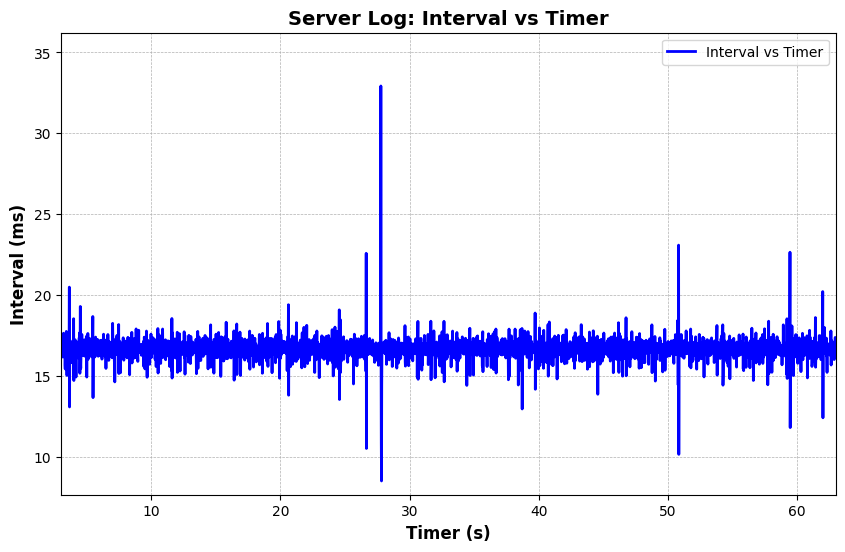 Server Log: Interval vs Timer
Interval vs Timer
35
30
25
20
15
10
Interval (ms)
10 20 30 40 50 60
Timer (s)